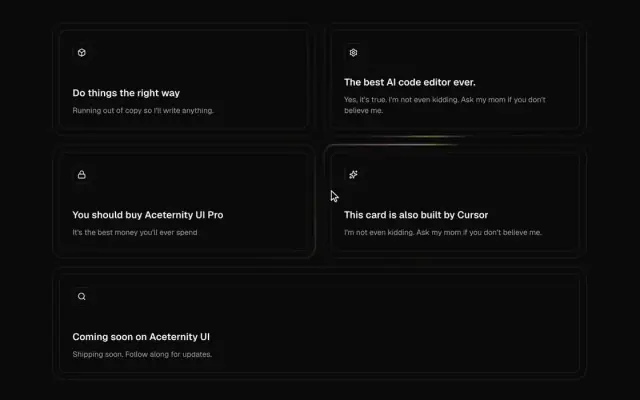 Do things the right way
Running out of copy so I'll write anything.
The best AI code editor ever.
Yes, it's true. I'm not even kidding. Ask my mom if you don't
believe me.
You should buy Aceternity UI Pro
It's the best money you'll ever spend
This card is also built by Cursor
I'm not even kidding. Ask my mom if you don't believe me.
Coming soon on Aceternity UI
Shipping soon. Follow along for updates.